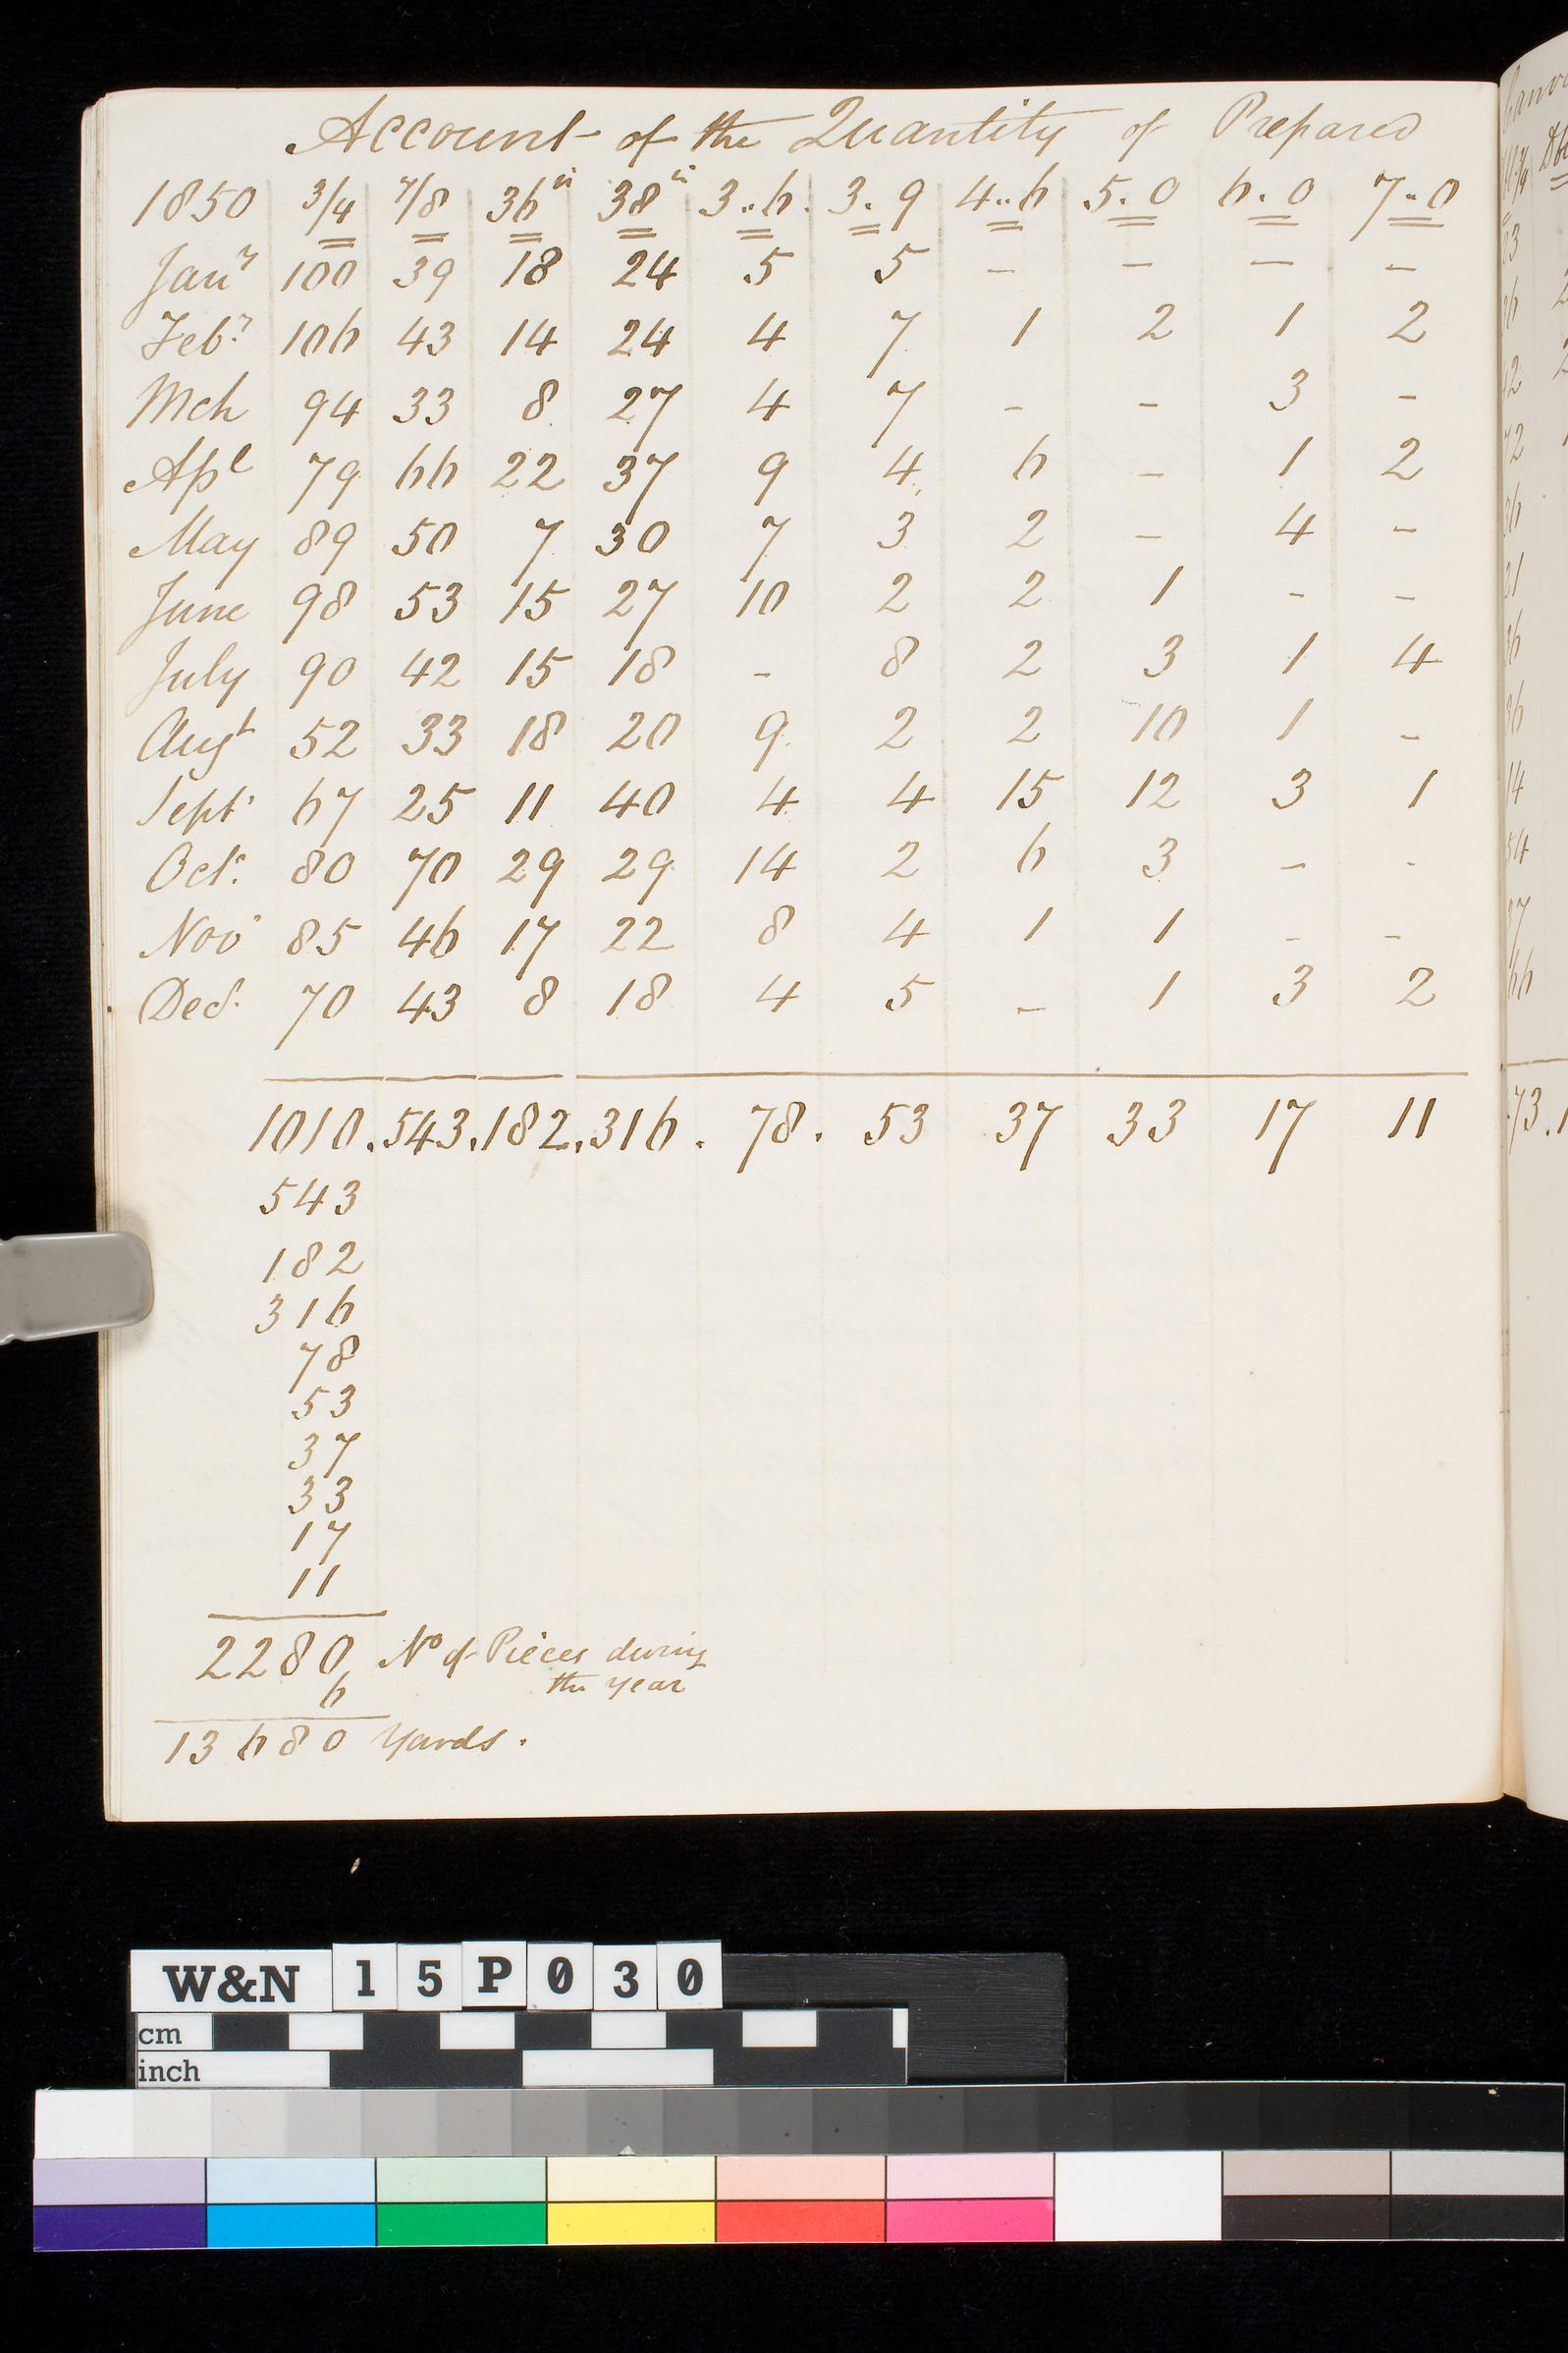 Account of the Quantity of Prepared
1850 3/4 7/8 36in 38in 3..6. 3.9 4..6 5.0 6.0 7.0
Jany 100 39 18 24 5 5 – – – –
Feby 106 43 14 24 4 7 1 2 1 2
Mch 94 33 8 27 4 7 – – 3 –
Apl 79 66 22 37 9 4 6 – 1 2
May 89 50 7 30 7 3 2 – 4 –
June 98 53 15 27 10 2 2 1 – –
July 90 42 15 18 – 8 2 3 1 4
Augt 52 33 18 20 9 2 2 10 1 –
Sept 67 25 11 40 4 4 15 12 3 1
Oct. 80 70 29 29 14 2 6 3 – -
Nov 85 46 17 22 8 4 1 1 – –
Dec. 70 43 8 18 4 5 – 1 3 2
1010.543.182.316. 78. 53 37 33 17 11
543
182
316
78
53
37
33
17
11
2280 No of Pieces during
the year
6
13680 Yards.
W&N 15P030
cm
inch